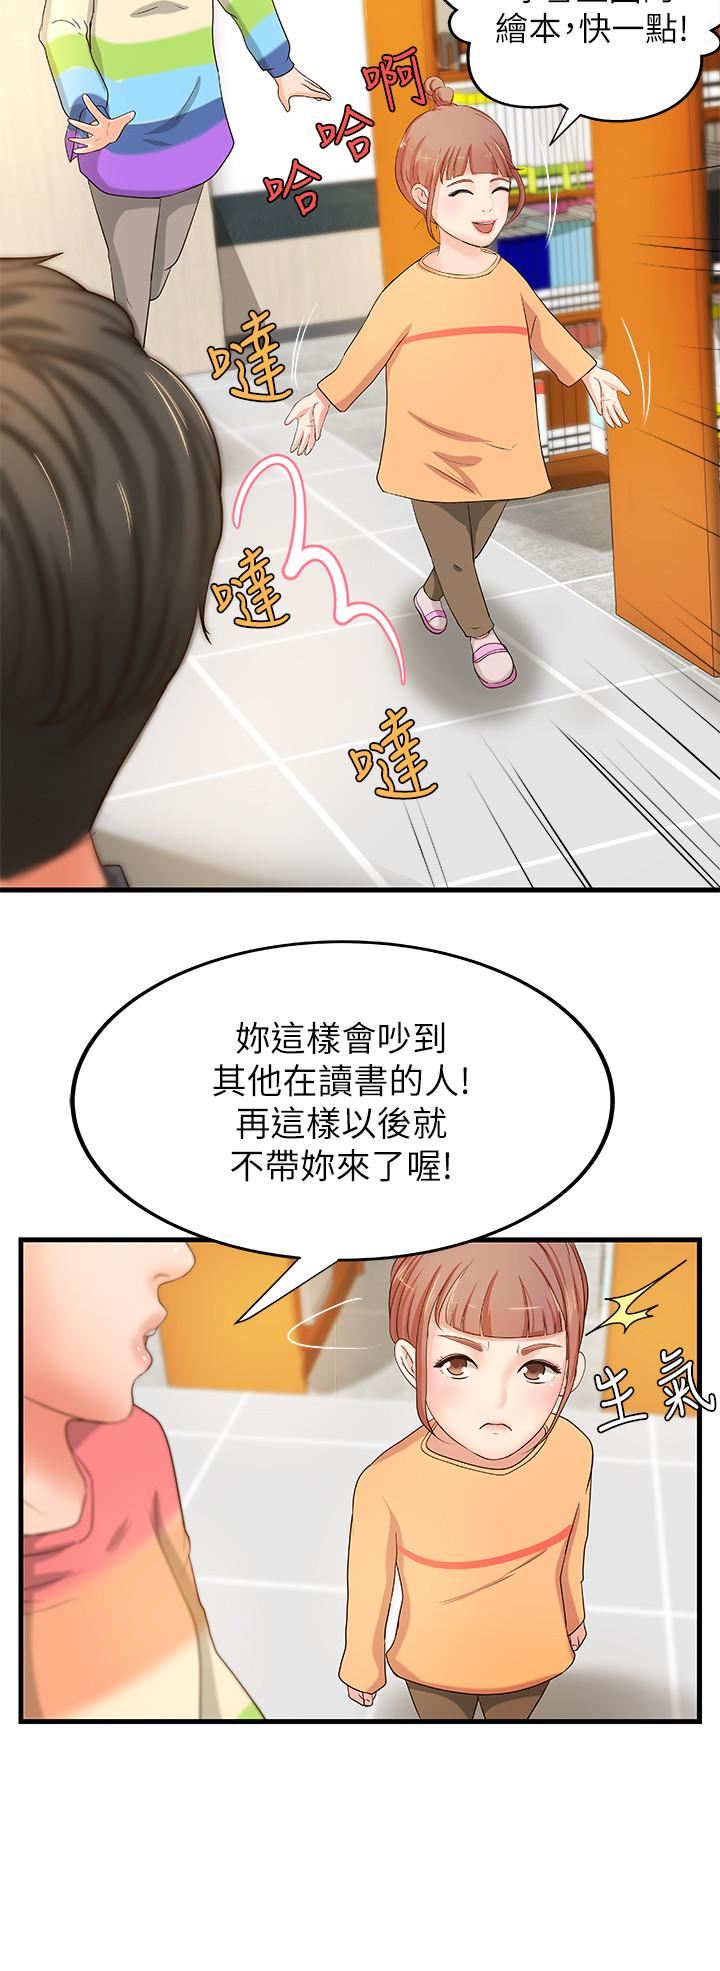 繪本，快一點！
啊
哈
哈
噠
噠
噠
妳這樣會吵到
其他在讀書的人！
再這樣以後就
不帶妳來了喔！
生氣